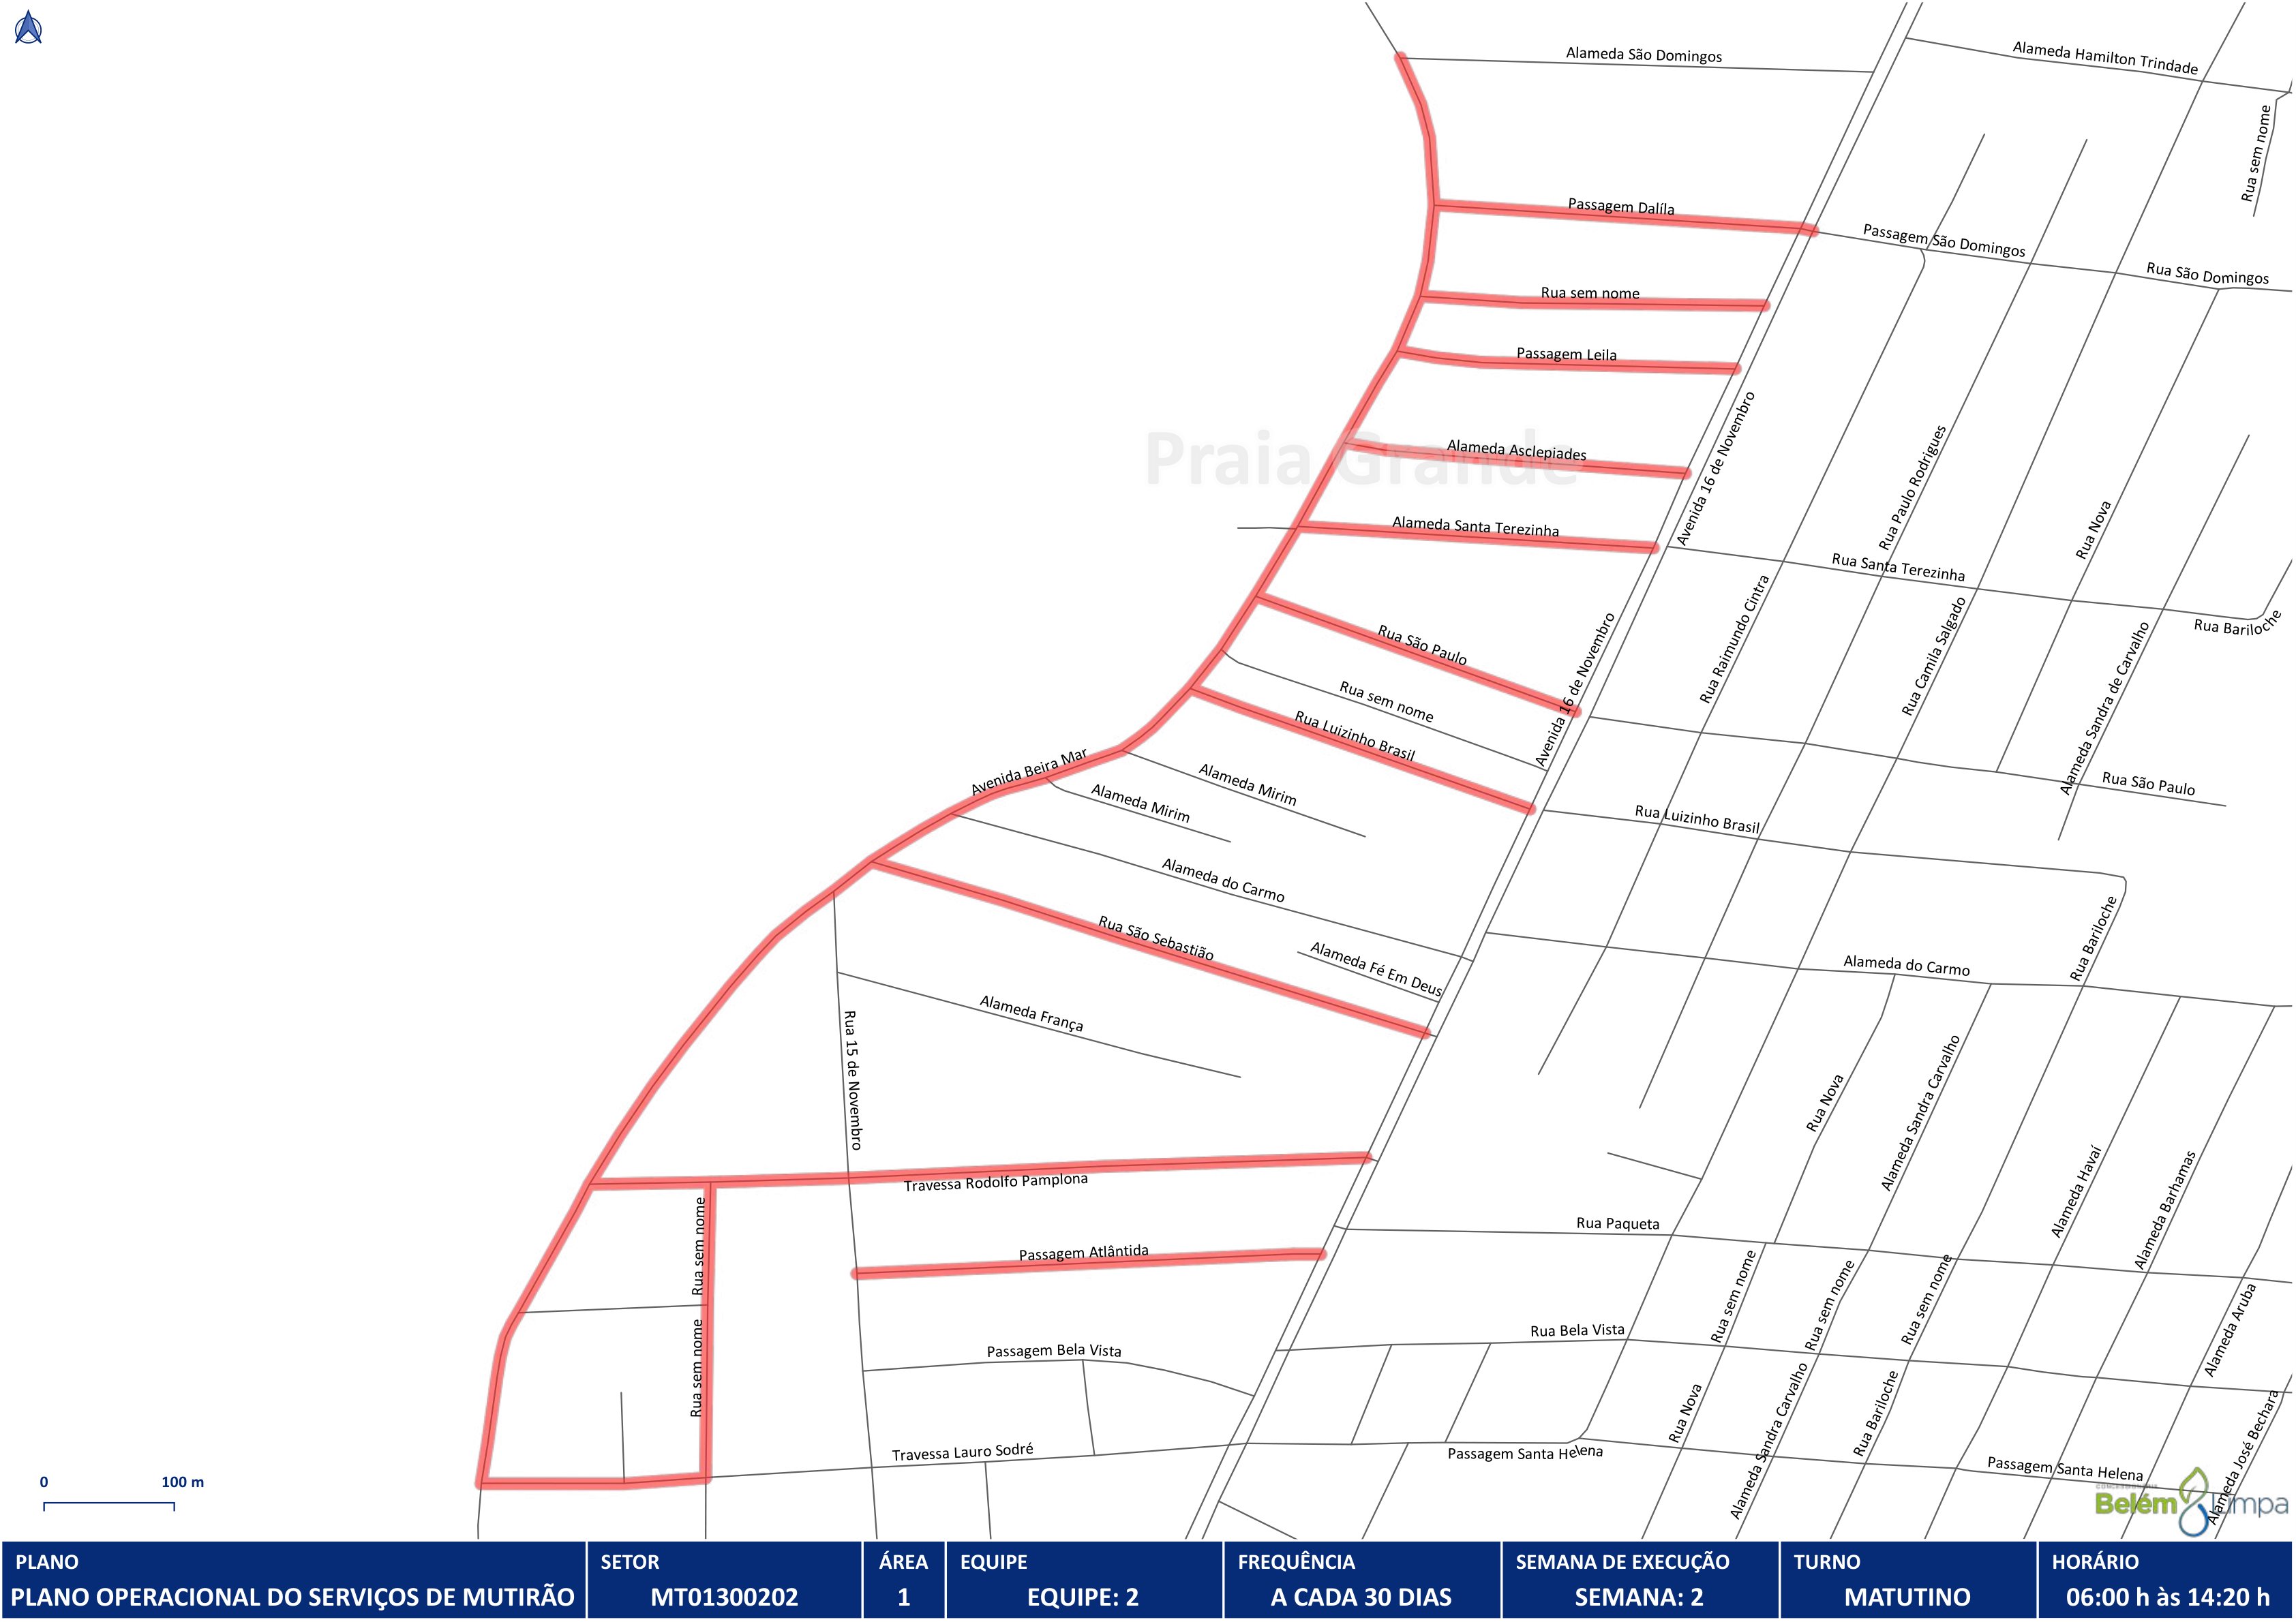 Alameda São Domingos
Alameda Hamilton Trindade
Rua sem nome
Passagem Dalíla
Passagem São Domingos
Rua São Domingos
Rua sem nome
Passagem Leila
Avenida 16 de Novembro
Praia Grande
Alameda Asclepiades
Rua Paulo Rodrigues
Rua Nova
Alameda Santa Terezinha
Rua Santa Terezinha
Rua Raimundo Cintra
Rua Camila Salgado
Rua Bariloche
Alameda Sandra de Carvalho
Rua São Paulo
Avenida 16 de Novembro
Rua sem nome
Rua Luizinho Brasil
Avenida Beira Mar
Alameda Mirim
Alameda Mirim
Rua São Paulo
Rua Luizinho Brasil
Alameda do Carmo
Rua São Sebastião
Alameda Fé Em Deus
Alameda do Carmo
Rua Bariloche
Alameda França
Rua 15 de Novembro
Rua Nova
Alameda Sandra Carvalho
Travessa Rodolfo Pamplona
Alameda Havaí
Alameda Barhamas
Rua sem nome
Passagem Atlântida
Rua Paqueta
Rua sem nome
Rua sem nome
Rua sem nome
Alameda Aruba
Rua sem nome
Passagem Bela Vista
Rua Bela Vista
Rua Nova
Alameda Sandra Carvalho
Rua Bariloche
Alameda José Bechara
Travessa Lauro Sodré
Passagem Santa Helena
Passagem Santa Helena
0 100 m
CONCESSIONÁRIA
Belém Limpa
PLANO
PLANO OPERACIONAL DO SERVIÇOS DE MUTIRÃO
SETOR
MT01300202
ÁREA
1
EQUIPE
EQUIPE: 2
FREQUÊNCIA
A CADA 30 DIAS
SEMANA DE EXECUÇÃO
SEMANA: 2
TURNO
MATUTINO
HORÁRIO
06:00 h às 14:20 h